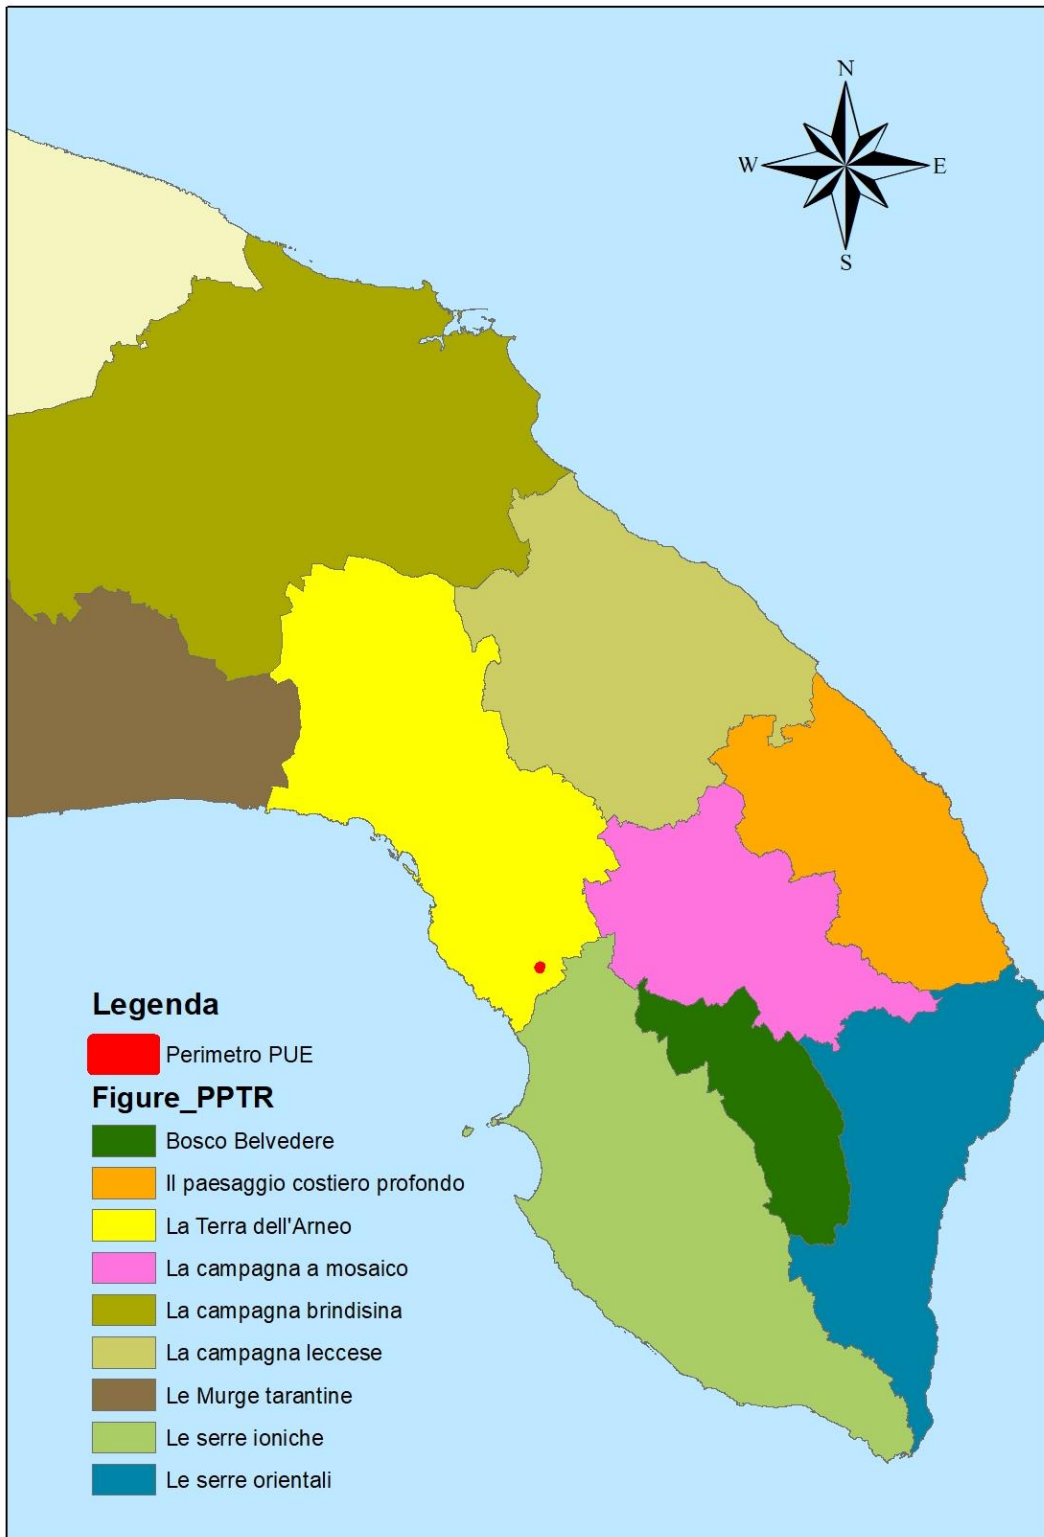 N
W
E
S
Legenda
Perimetro PUE
Figure_PPTR
Bosco Belvedere
Il paesaggio costiero profondo
La Terra dell'Arneo
La campagna a mosaico
La campagna brindisina
La campagna leccese
Le Murge tarantine
Le serre ioniche
Le serre orientali